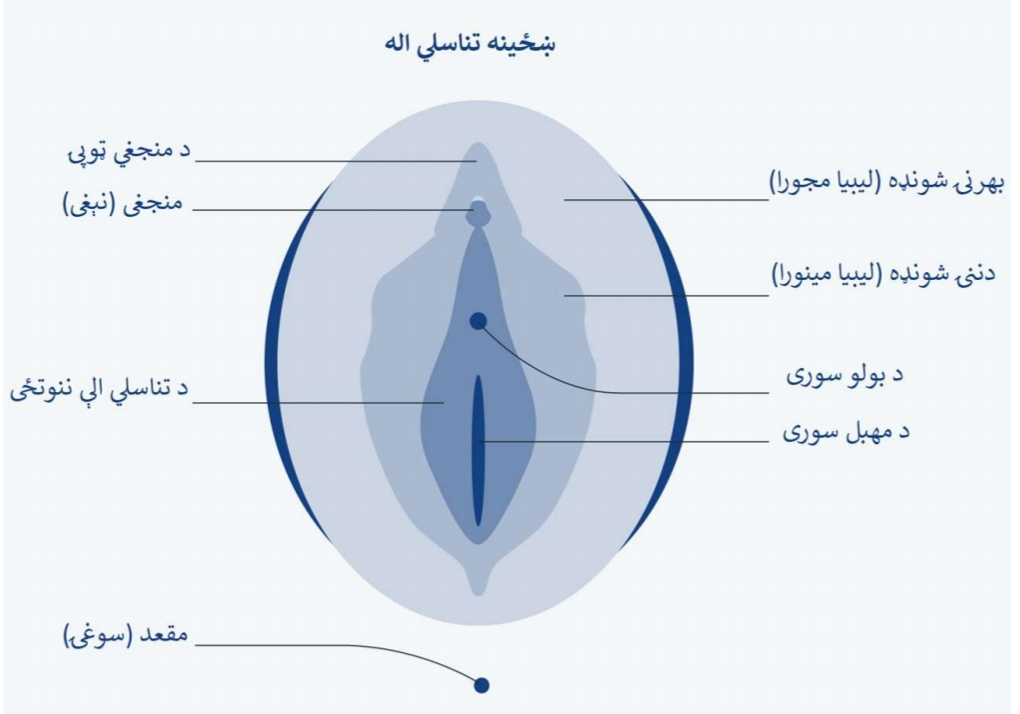 ښځینه تناسلي اله
بهرنۍ شونډه (لیبیا مجورا)
دننۍ شونډه (لیبیا مینورا)
د بولو سوری
د مهبل سوری
د منجغي ټوپۍ
منجغی (نېغی)
د تناسلي الې ننوتځی
مقعد (سوغۍ)